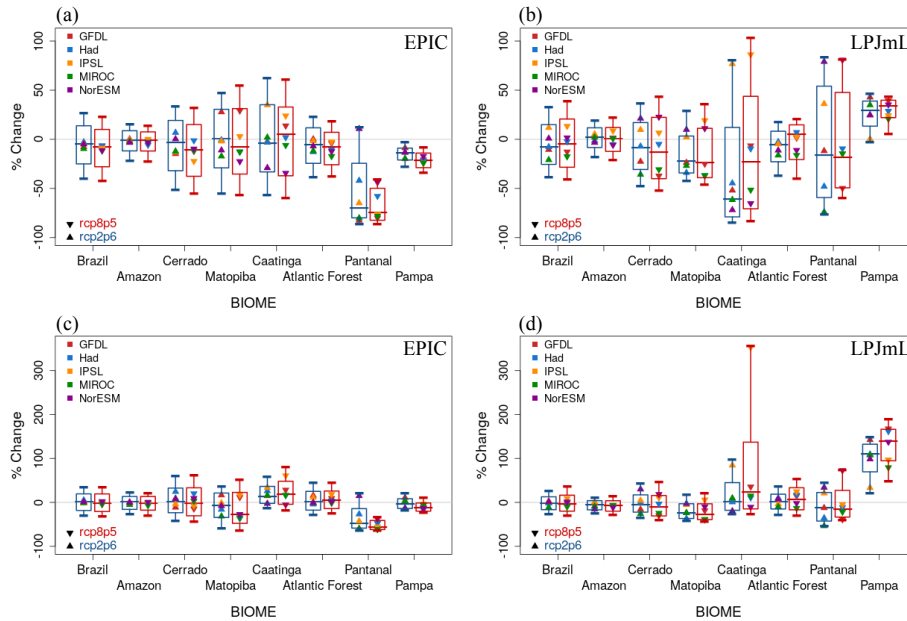 (a)
EPIC
GFDL
Had
IPSL
MIROC
NorESM
% Change
100
50
0
-50
-100
rcp8p5
rcp2p6
Brazil Cerrado Caatinga Pantanal
Amazon Matopiba Atlantic Forest Pampa
BIOME
(b)
LPJmL
GFDL
Had
IPSL
MIROC
NorESM
% Change
100
50
0
-50
-100
rcp8p5
rcp2p6
Brazil Cerrado Caatinga Pantanal
Amazon Matopiba Atlantic Forest Pampa
BIOME
(c)
EPIC
GFDL
Had
IPSL
MIROC
NorESM
% Change
300
200
100
0
-100
rcp8p5
rcp2p6
Brazil Cerrado Caatinga Pantanal
Amazon Matopiba Atlantic Forest Pampa
BIOME
(d)
LPJmL
GFDL
Had
IPSL
MIROC
NorESM
% Change
300
200
100
0
-100
rcp8p5
rcp2p6
Brazil Cerrado Caatinga Pantanal
Amazon Matopiba Atlantic Forest Pampa
BIOME